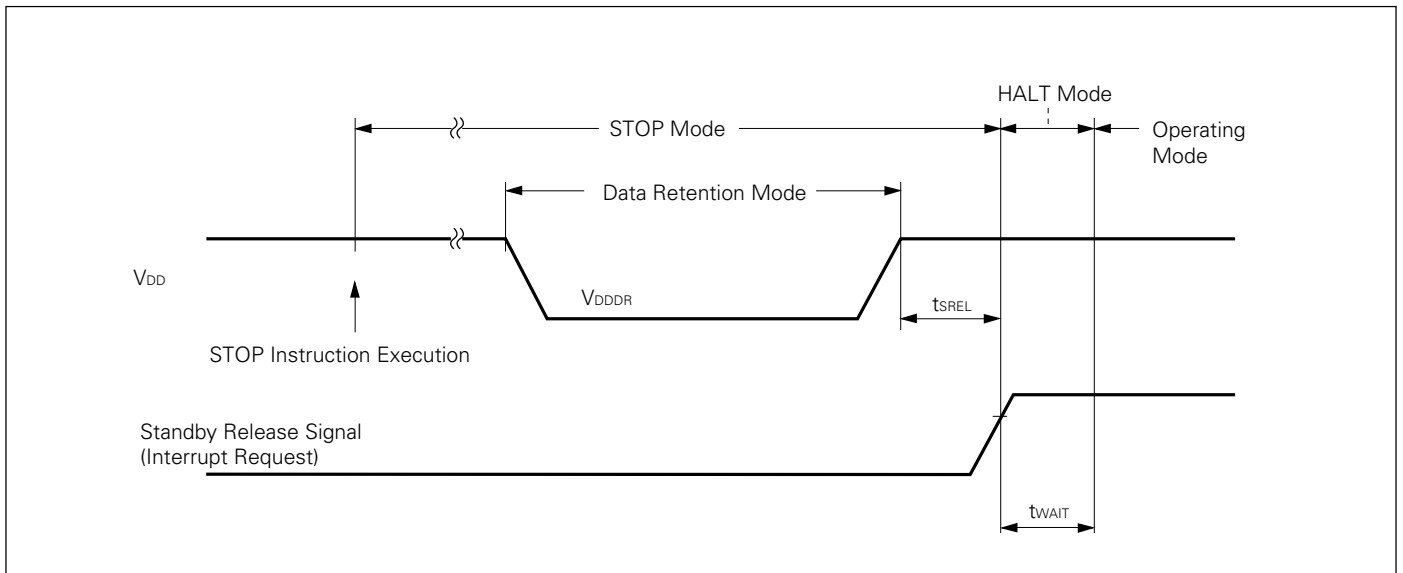 HALT Mode
STOP Mode
Operating
Mode
Data Retention Mode
VDD
VDDDR
tSREL
STOP Instruction Execution
Standby Release Signal
(Interrupt Request)
tWAIT